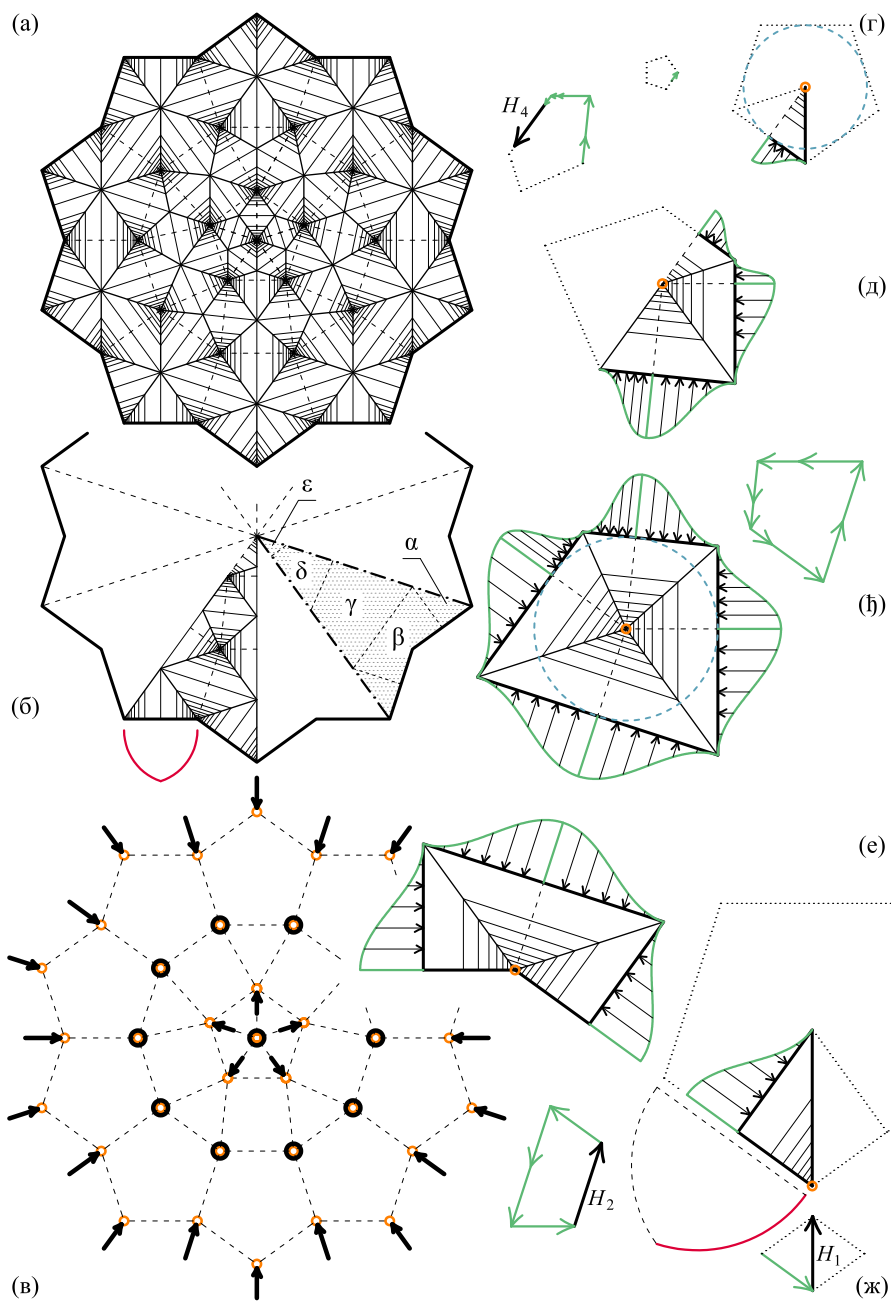 (а)
(г)
H₄
(д)
ε
α
δ
γ
β
(б)
(ђ)
(е)
H₂
H₁
(в)
(ж)